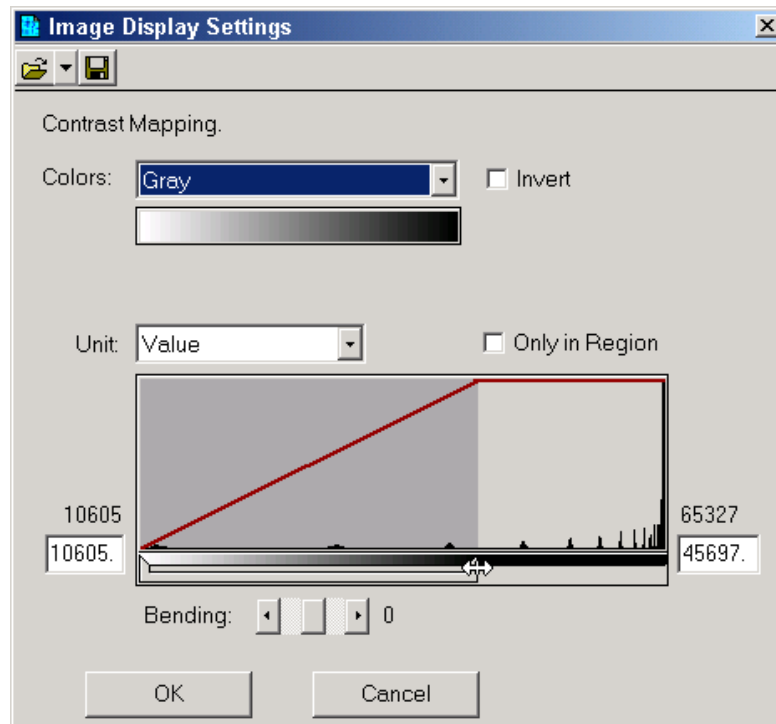 Image Display Settings
Contrast Mapping.
Colors: Gray Invert
Unit: Value Only in Region
10605 65327
10605. 45697.
Bending: 0
OK Cancel